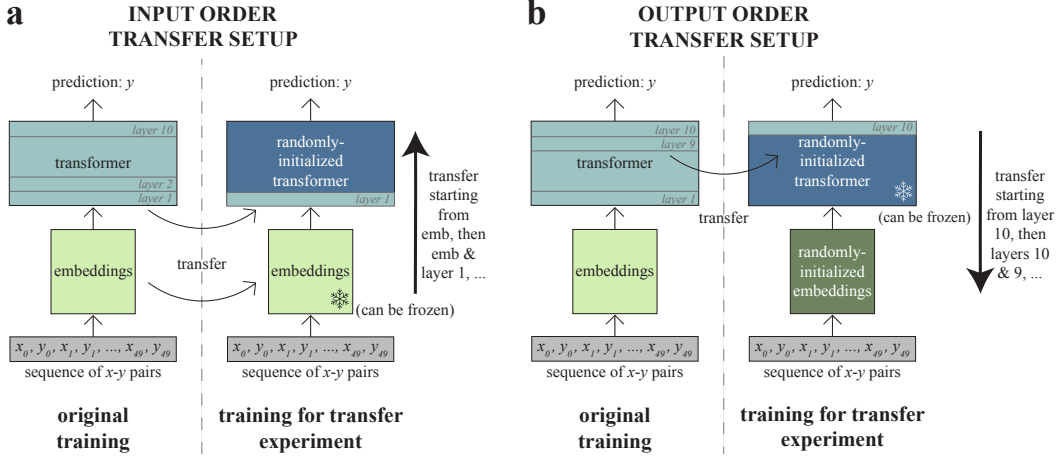 a
INPUT ORDER
TRANSFER SETUP
prediction: y
layer 10
transformer
layer 2
layer 1
embeddings
x0, y0, x1, y1, ..., x49, y49
sequence of x-y pairs
original
training
transfer
prediction: y
randomly-
initialized
transformer
layer 1
embeddings
(can be frozen)
x0, y0, x1, y1, ..., x49, y49
sequence of x-y pairs
training for transfer
experiment
transfer
starting
from
emb, then
emb &
layer 1, ...
b
OUTPUT ORDER
TRANSFER SETUP
prediction: y
layer 10
layer 9
transformer
layer 1
embeddings
x0, y0, x1, y1, ..., x49, y49
sequence of x-y pairs
original
training
transfer
prediction: y
layer 10
randomly-
initialized
transformer
(can be frozen)
randomly-
initialized
embeddings
x0, y0, x1, y1, ..., x49, y49
sequence of x-y pairs
training for transfer
experiment
transfer
starting
from layer
10, then
layers 10
& 9, ...